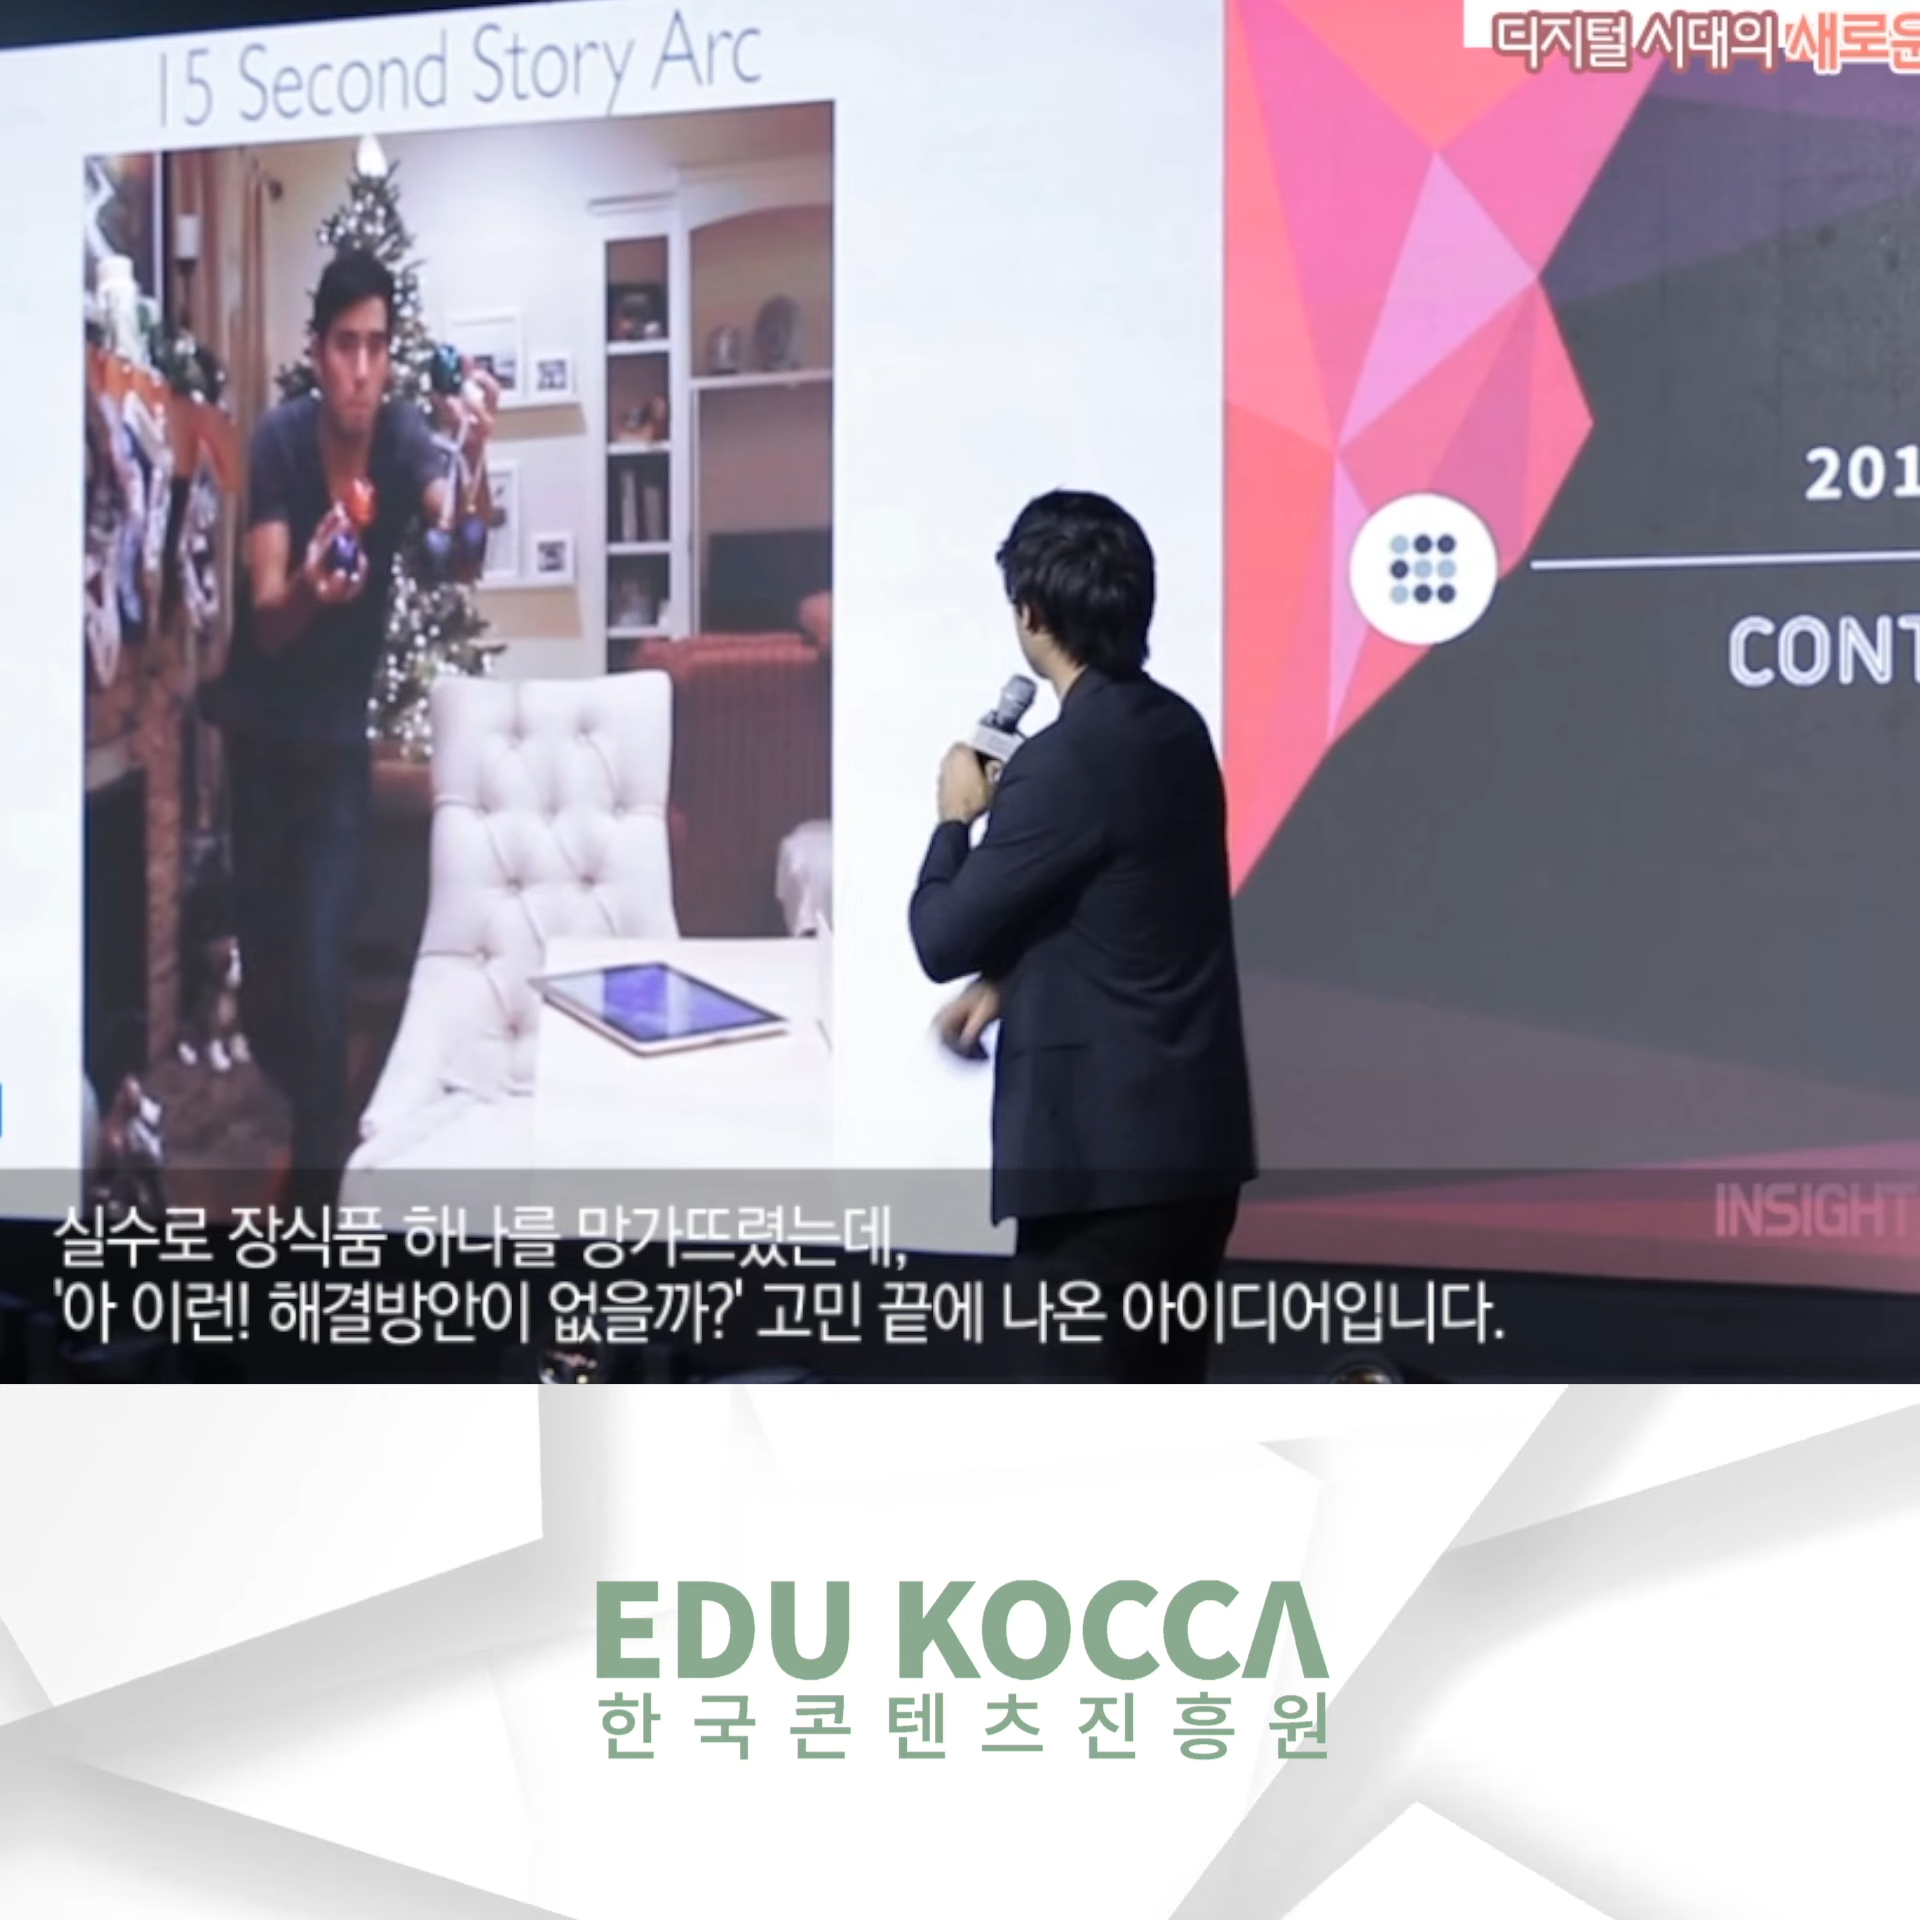 15 Second Story Arc
디지털 시대의 새로운
201
CONT
INSIGHT
실수로 장식품 하나를 망가뜨렸는데,
'아 이런! 해결방안이 없을까?' 고민 끝에 나온 아이디어입니다.
EDU KOCCA
한국콘텐츠진흥원